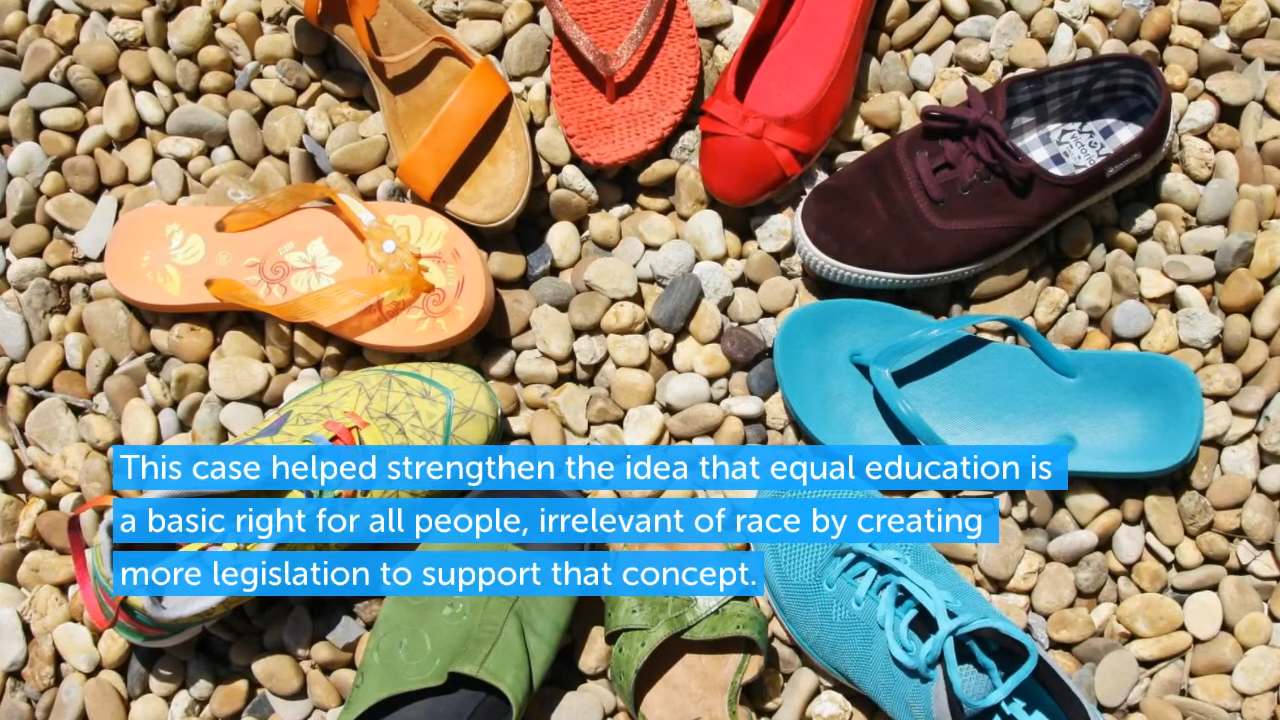 Victoria
This case helped strengthen the idea that equal education is
a basic right for all people, irrelevant of race by creating
more legislation to support that concept.